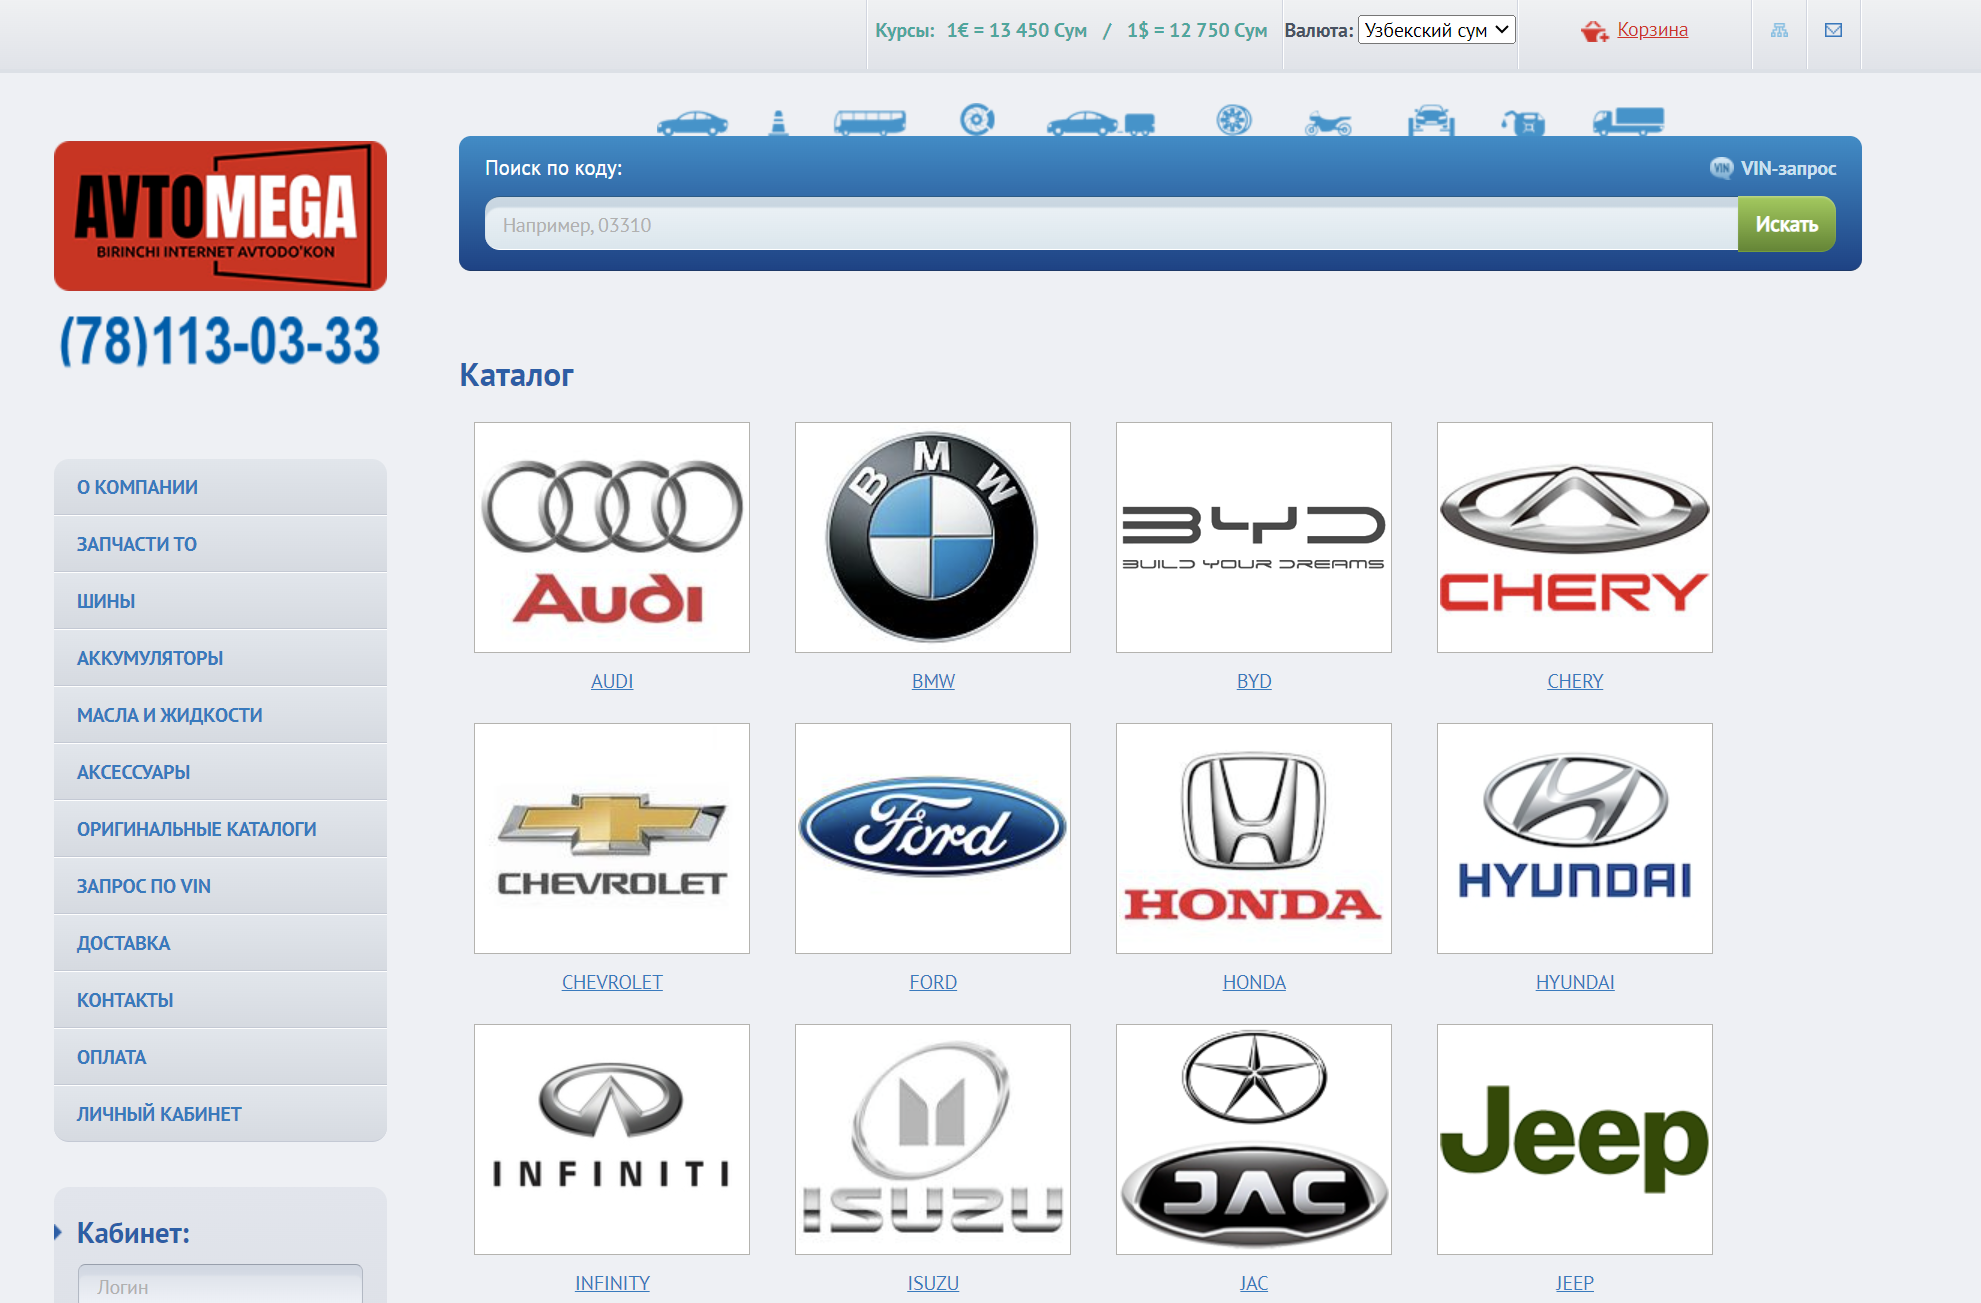 Курсы: 1€ = 13 450 Сум / 1$ = 12 750 Сум
Валюта: Узбекский сум
Корзина
AVTOMEGA
BIRINCHI INTERNET AVTODO'KON
(78)113-03-33
Поиск по коду:
VIN
VIN-запрос
Например, 03310
Искать
О КОМПАНИИ
ЗАПЧАСТИ ТО
ШИНЫ
АККУМУЛЯТОРЫ
МАСЛА И ЖИДКОСТИ
АКСЕССУАРЫ
ОРИГИНАЛЬНЫЕ КАТАЛОГИ
ЗАПРОС ПО VIN
ДОСТАВКА
КОНТАКТЫ
ОПЛАТА
ЛИЧНЫЙ КАБИНЕТ
Кабинет:
Логин
Каталог
Audi
BMW
BYD
BUILD YOUR DREAMS
CHERY
AUDI
BMW
BYD
CHERY
CHEVROLET
Ford
HONDA
HYUNDAI
CHEVROLET
FORD
HONDA
HYUNDAI
INFINITI
ISUZU
JAC
Jeep
INFINITY
ISUZU
JAC
JEEP